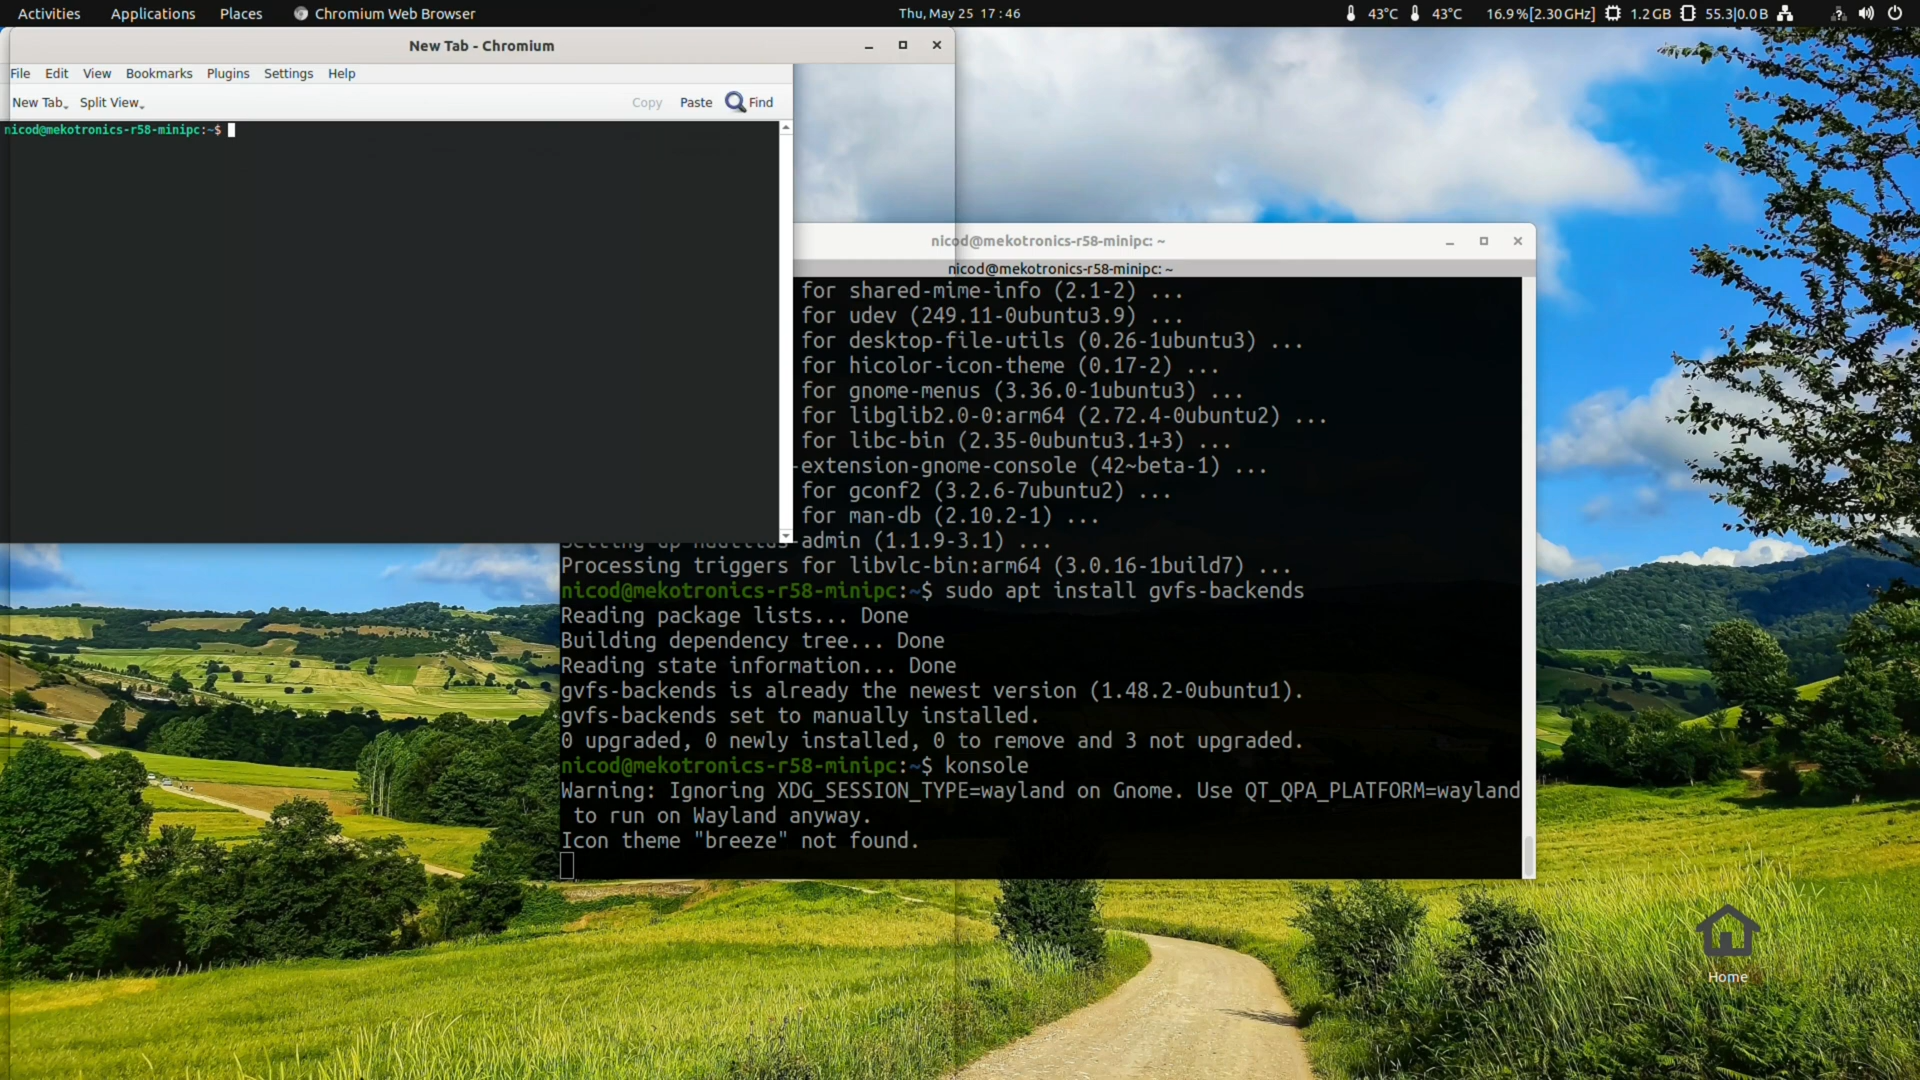 Activities Applications Places Chromium Web Browser Thu, May 25 17:46 43°C 43°C 16.9%[2.30GHz] 1.2GB 55.3|0.0B
New Tab - Chromium
File Edit View Bookmarks Plugins Settings Help
New Tab Split View Copy Paste Find
nicod@mekotronics-r58-minipc:~$
nicod@mekotronics-r58-minipc: ~
nicod@mekotronics-r58-minipc: ~
for shared-mime-info (2.1-2) ...
for udev (249.11-0ubuntu3.9) ...
for desktop-file-utils (0.26-1ubuntu3) ...
for hicolor-icon-theme (0.17-2) ...
for gnome-menus (3.36.0-1ubuntu3) ...
for libglib2.0-0:arm64 (2.72.4-0ubuntu2) ...
for libc-bin (2.35-0ubuntu3.1+3) ...
-extension-gnome-console (42~beta-1) ...
for gconf2 (3.2.6-7ubuntu2) ...
for man-db (2.10.2-1) ...
Setting up nautilus-admin (1.1.9-3.1) ...
Processing triggers for libvlc-bin:arm64 (3.0.16-1build7) ...
nicod@mekotronics-r58-minipc:~$ sudo apt install gvfs-backends
Reading package lists... Done
Building dependency tree... Done
Reading state information... Done
gvfs-backends is already the newest version (1.48.2-0ubuntu1).
gvfs-backends set to manually installed.
0 upgraded, 0 newly installed, 0 to remove and 3 not upgraded.
nicod@mekotronics-r58-minipc:~$ konsole
Warning: Ignoring XDG_SESSION_TYPE=wayland on Gnome. Use QT_QPA_PLATFORM=wayland
to run on Wayland anyway.
Icon theme "breeze" not found.
Home